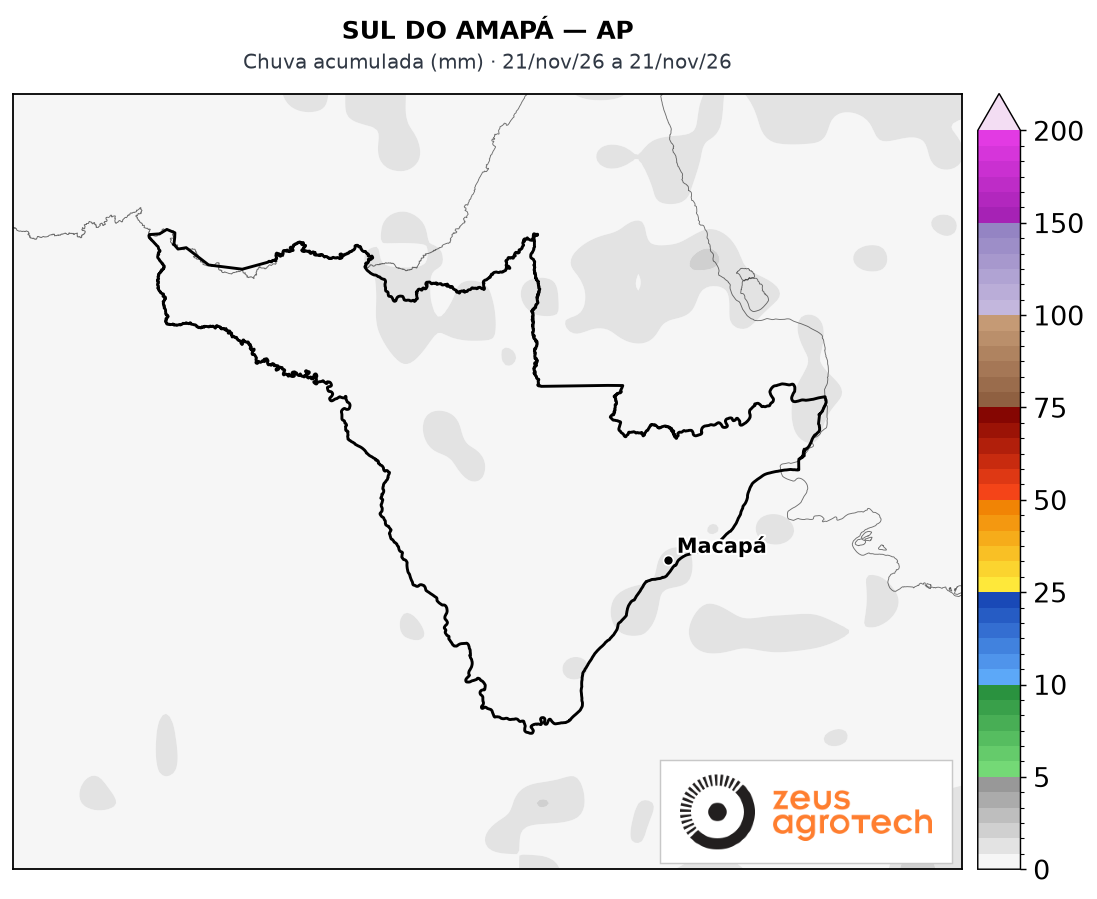 SUL DO AMAPÁ — AP
Chuva acumulada (mm) · 21/nov/26 a 21/nov/26
200
150
100
75
50
25
10
5
0
Macapá
zeus
agrotech